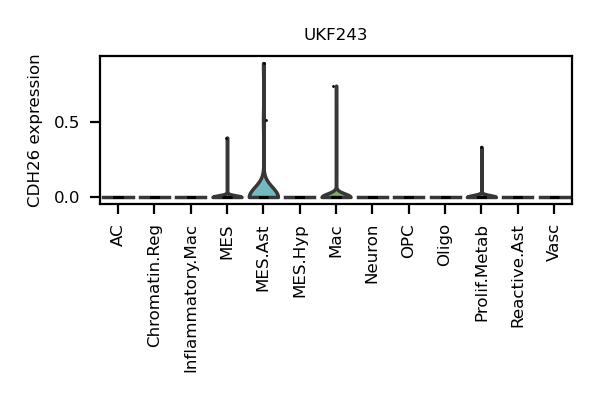 UKF243
CDH26 expression
0.5
0.0
AC
Chromatin.Reg
Inflammatory.Mac
MES
MES.Ast
MES.Hyp
Mac
Neuron
OPC
Oligo
Prolif.Metab
Reactive.Ast
Vasc